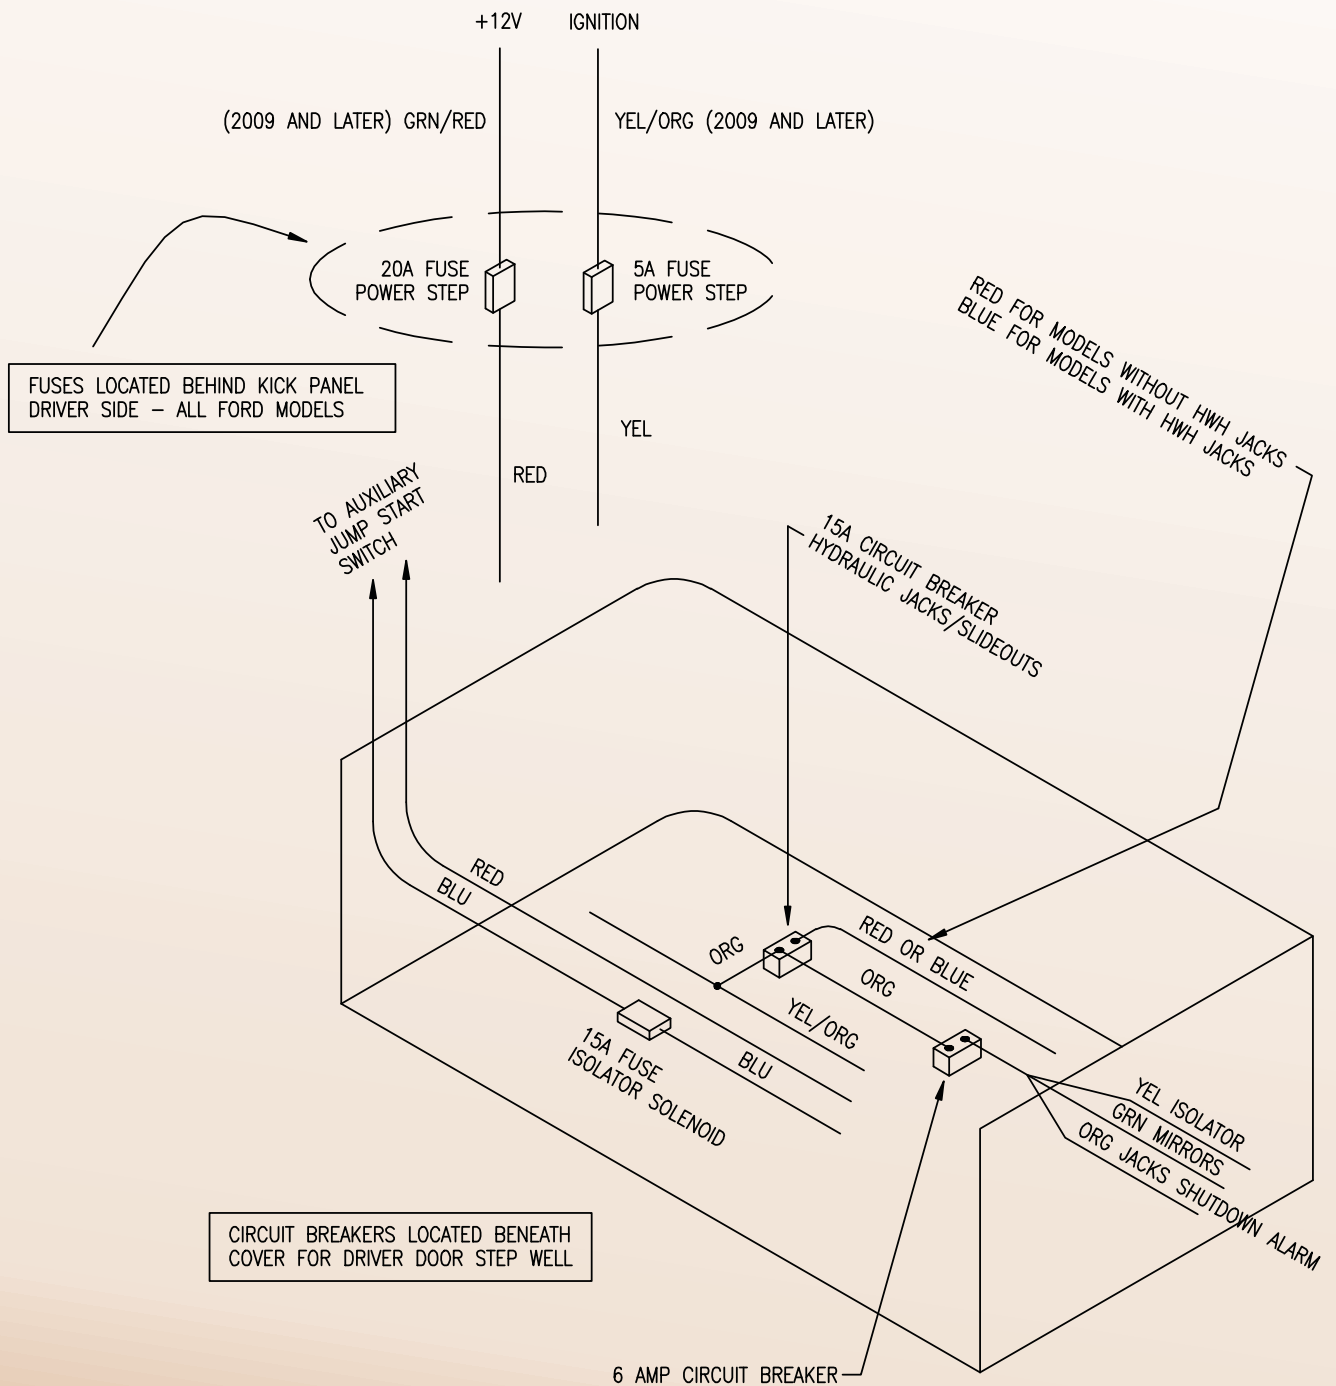 +12V
IGNITION
(2009 AND LATER) GRN/RED
YEL/ORG (2009 AND LATER)
20A FUSE
POWER STEP
5A FUSE
POWER STEP
FUSES LOCATED BEHIND KICK PANEL
DRIVER SIDE – ALL FORD MODELS
RED FOR MODELS WITHOUT HWH JACKS
BLUE FOR MODELS WITH HWH JACKS
YEL
RED
TO AUXILIARY
JUMP START
SWITCH
15A CIRCUIT BREAKER
HYDRAULIC JACKS/SLIDEOUTS
RED
BLU
ORG
RED OR BLUE
ORG
YEL/ORG
BLU
15A FUSE
ISOLATOR SOLENOID
YEL ISOLATOR
GRN MIRRORS
ORG JACKS SHUTDOWN ALARM
CIRCUIT BREAKERS LOCATED BENEATH
COVER FOR DRIVER DOOR STEP WELL
6 AMP CIRCUIT BREAKER